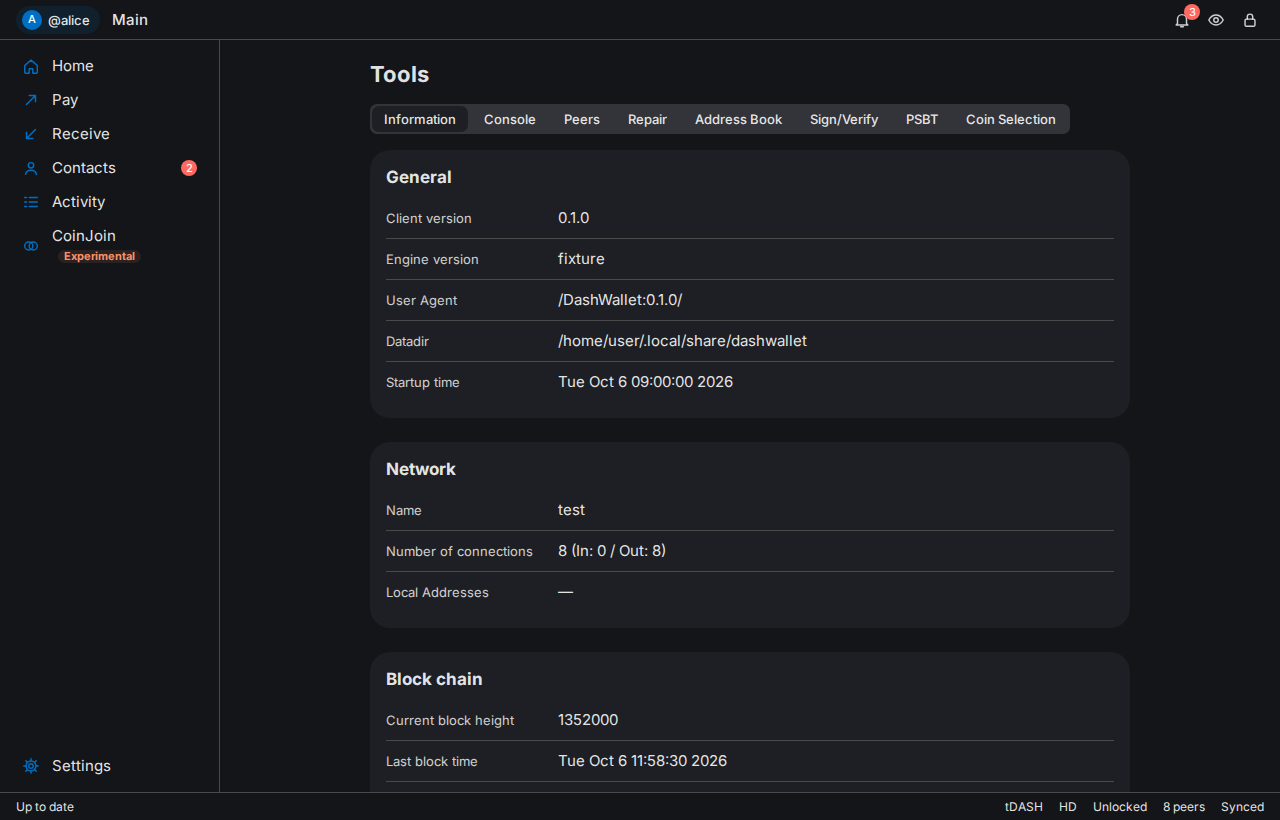 A @alice Main 3
Home
Pay
Receive
Contacts 2
Activity
CoinJoin
Experimental
Settings
Tools
Information Console Peers Repair Address Book Sign/Verify PSBT Coin Selection
General
Client version 0.1.0
Engine version fixture
User Agent /DashWallet:0.1.0/
Datadir /home/user/.local/share/dashwallet
Startup time Tue Oct 6 09:00:00 2026
Network
Name test
Number of connections 8 (In: 0 / Out: 8)
Local Addresses —
Block chain
Current block height 1352000
Last block time Tue Oct 6 11:58:30 2026
Up to date tDASH HD Unlocked 8 peers Synced